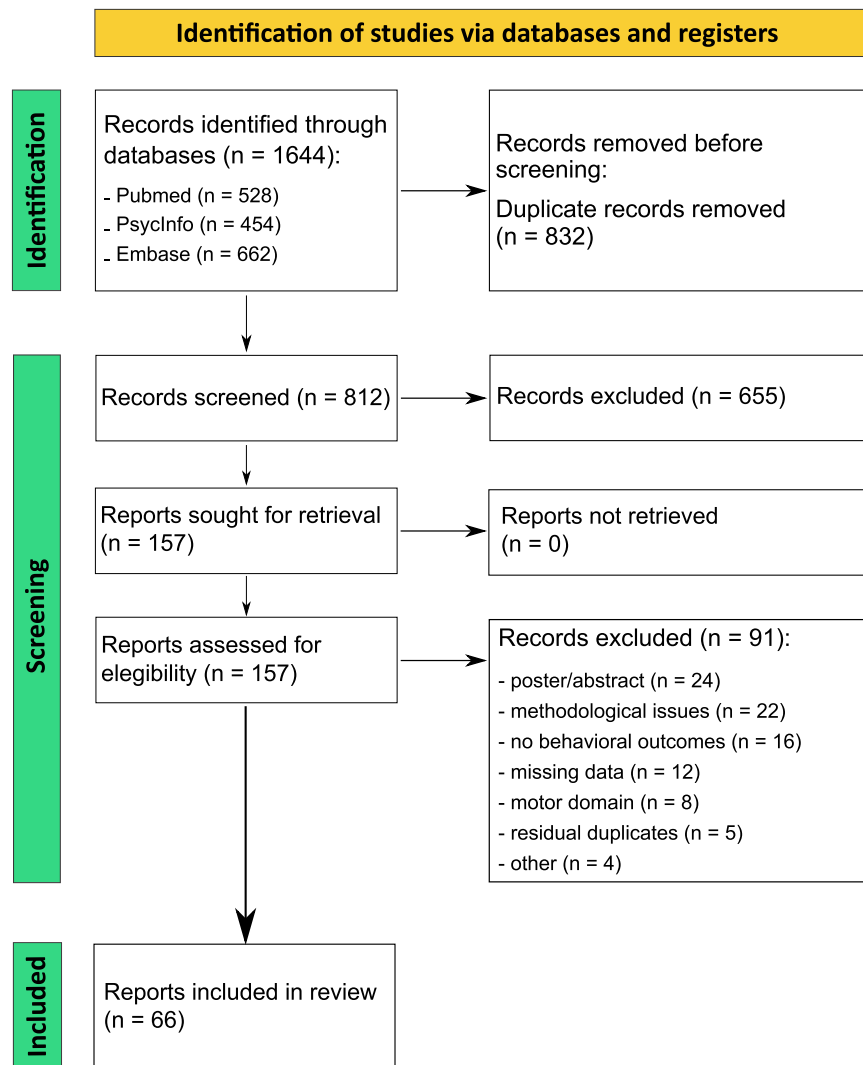 Identification of studies via databases and registers
Identification
Records identified through
databases (n = 1644):
- Pubmed (n = 528)
- PsycInfo (n = 454)
- Embase (n = 662)
Records removed before
screening:
Duplicate records removed
(n = 832)
Screening
Records screened (n = 812)
Records excluded (n = 655)
Reports sought for retrieval
(n = 157)
Reports not retrieved
(n = 0)
Reports assessed for
elegibility (n = 157)
Records excluded (n = 91):
- poster/abstract (n = 24)
- methodological issues (n = 22)
- no behavioral outcomes (n = 16)
- missing data (n = 12)
- motor domain (n = 8)
- residual duplicates (n = 5)
- other (n = 4)
Included
Reports included in review
(n = 66)